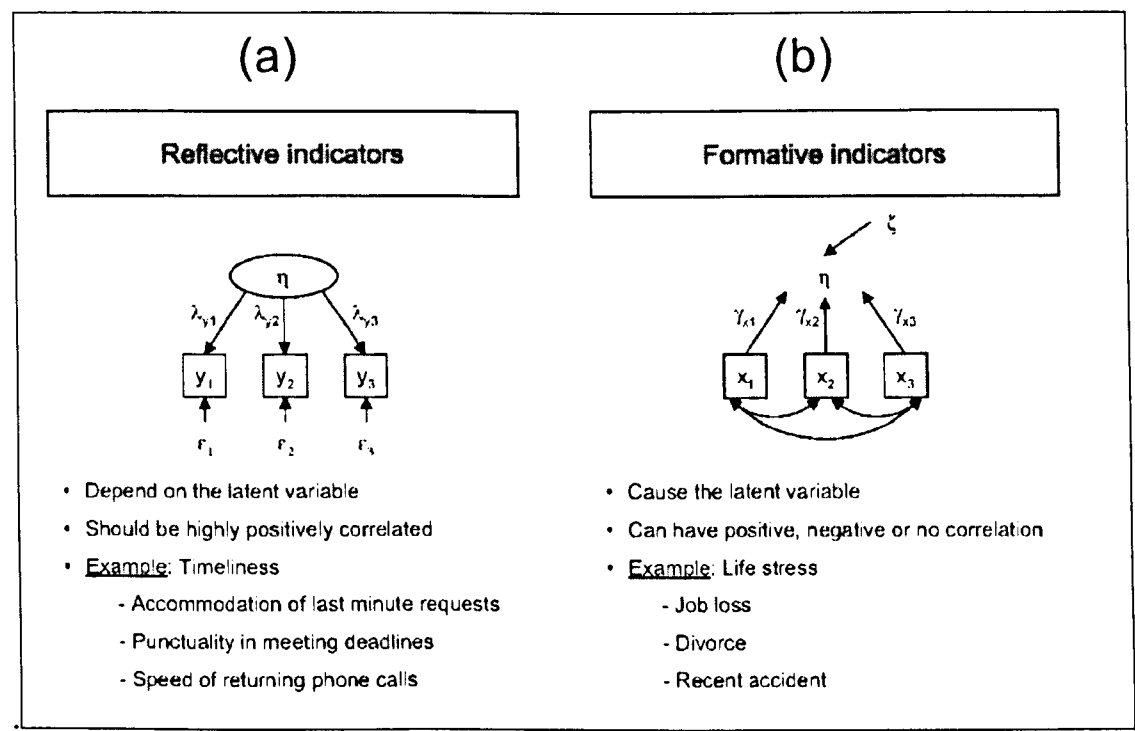 (a)
Reflective indicators
η
λy1 λy2 λy3
y1 y2 y3
ε1 ε2 ε3
• Depend on the latent variable
• Should be highly positively correlated
• Example: Timeliness
- Accommodation of last minute requests
- Punctuality in meeting deadlines
- Speed of returning phone calls
(b)
Formative indicators
ζ
η
γx1 γx2 γx3
x1 x2 x3
• Cause the latent variable
• Can have positive, negative or no correlation
• Example: Life stress
- Job loss
- Divorce
- Recent accident